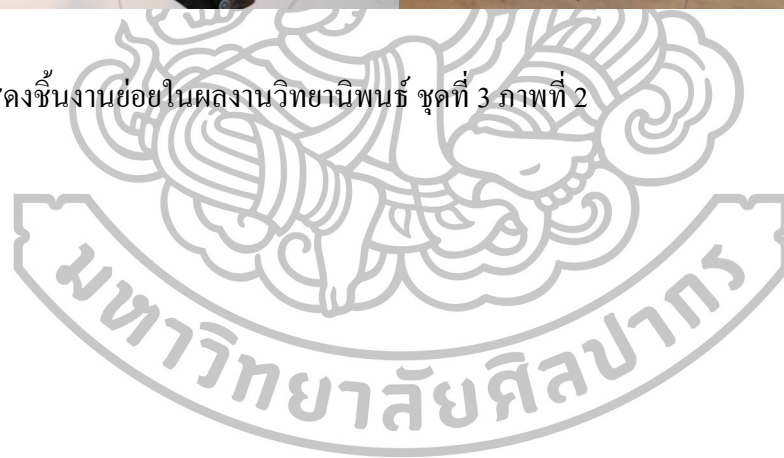 ดงชิ้นงานย่อยในผลงานวิทยานิพนธ์ ชุดที่ 3 ภาพที่ 2
มหาวิทยาลัยศิลปากร